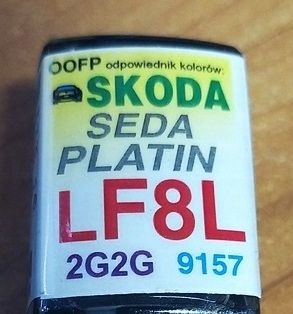 OOFP odpowiednik kolorów:
SKODA
SEDA
PLATIN
LF8L
2G2G 9157